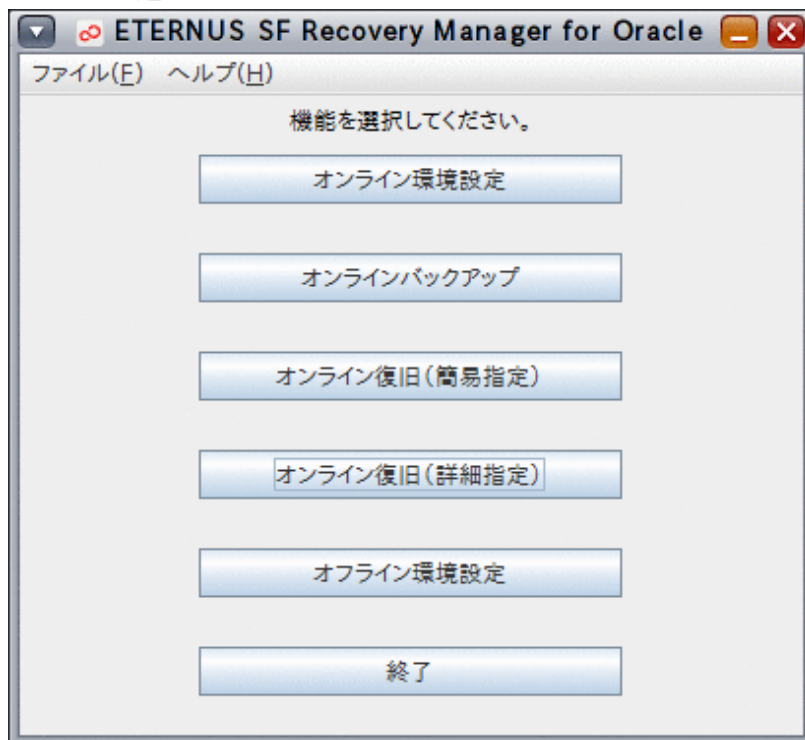 ETERNUS SF Recovery Manager for Oracle
ファイル(F) ヘルプ(H)
機能を選択してください。
オンライン環境設定
オンラインバックアップ
オンライン復旧(簡易指定)
オンライン復旧(詳細指定)
オフライン環境設定
終了